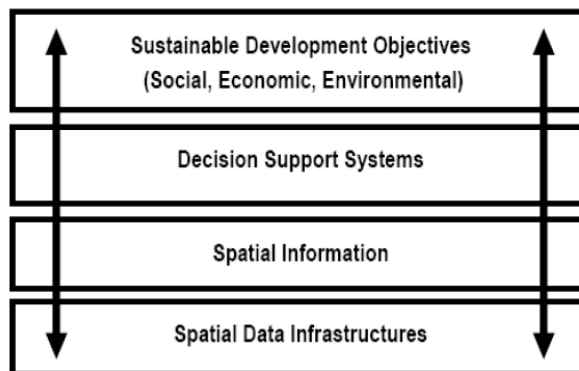 Sustainable Development Objectives
(Social, Economic, Environmental)
Decision Support Systems
Spatial Information
Spatial Data Infrastructures